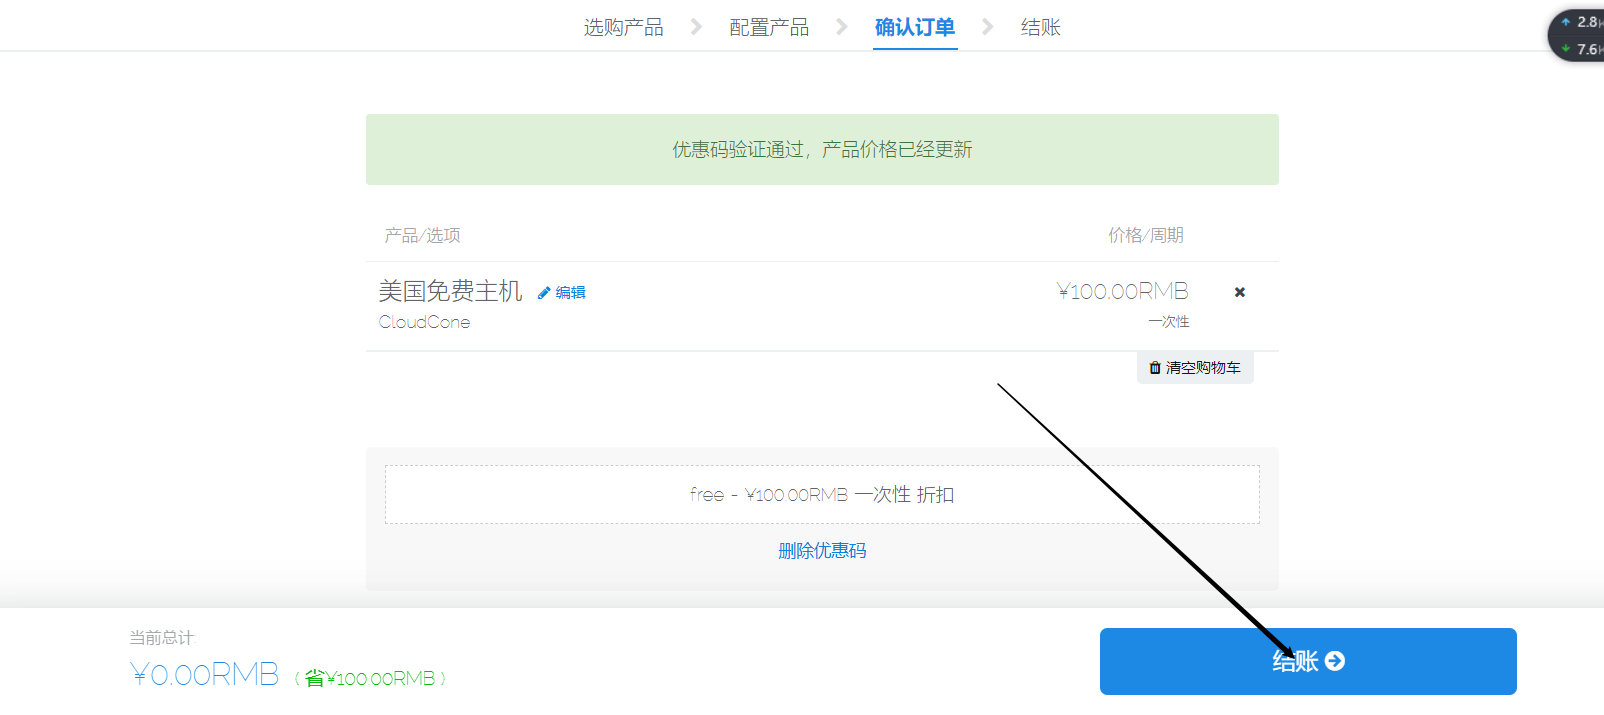 选购产品
配置产品
确认订单
结账
2.8
7.6
优惠码验证通过，产品价格已经更新
产品/选项
价格/周期
美国免费主机
编辑
¥100.00RMB
CloudCone
一次性
清空购物车
free - ¥100.00RMB 一次性 折扣
删除优惠码
当前总计:
¥0.00RMB (省¥100.00RMB)
结账